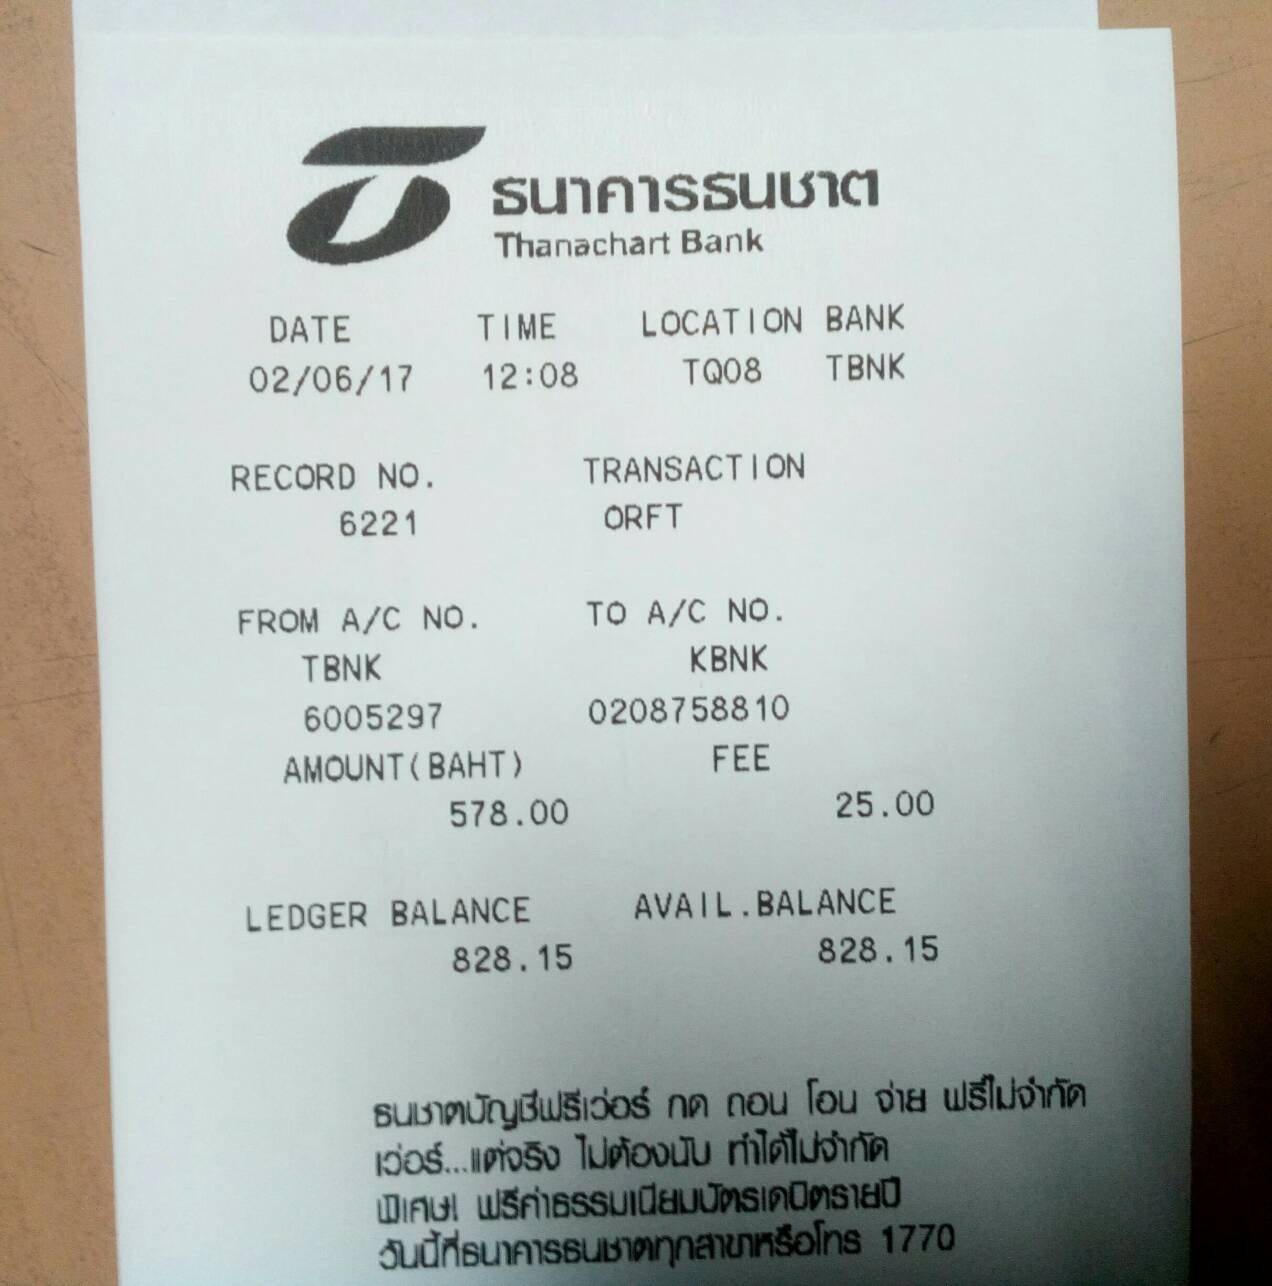 ธนาคารธนชาต
Thanachart Bank
DATE TIME LOCATION BANK
02/06/17 12:08 TQ08 TBNK
RECORD NO. TRANSACTION
6221 ORFT
FROM A/C NO. TO A/C NO.
TBNK KBNK
6005297 0208758810
AMOUNT(BAHT) FEE
578.00 25.00
LEDGER BALANCE AVAIL.BALANCE
828.15 828.15
ธนชาตบัญชีฟรีเว่อร์ กด ถอน โอน จ่าย ฟรีไม่จำกัด
เว่อร์...แต่จริง ไม่ต้องนับ ทำได้ไม่จำกัด
พิเศษ! ฟรีค่าธรรมเนียมบัตรเดบิตรายปี
วันนี้ที่ธนาคารธนชาตทุกสาขาหรือโทร 1770